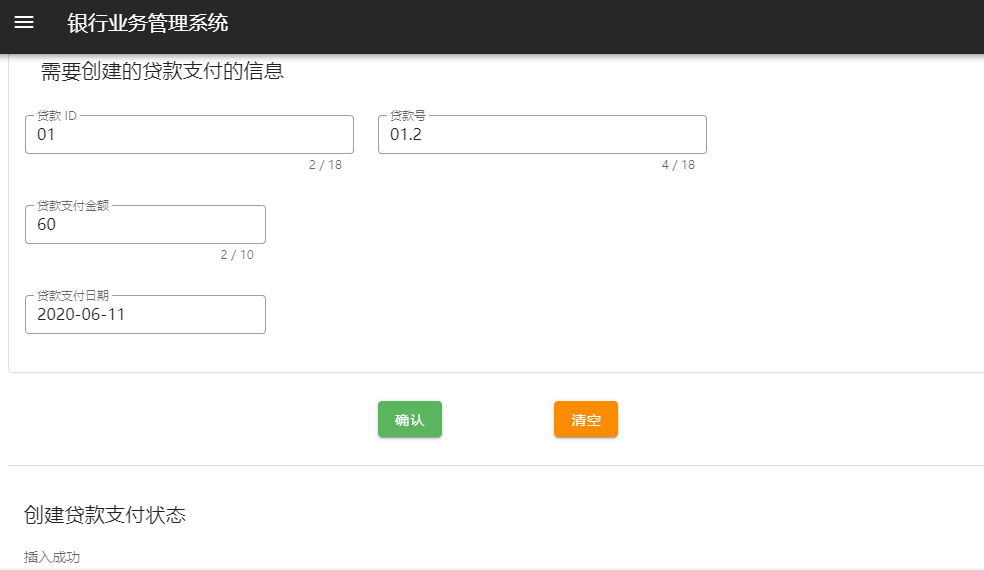 银行业务管理系统
需要创建的贷款支付的信息
贷款 ID
贷款号
01
01.2
2 / 18
4 / 18
贷款支付金额
60
2 / 10
贷款支付日期
2020-06-11
确认
清空
创建贷款支付状态
插入成功